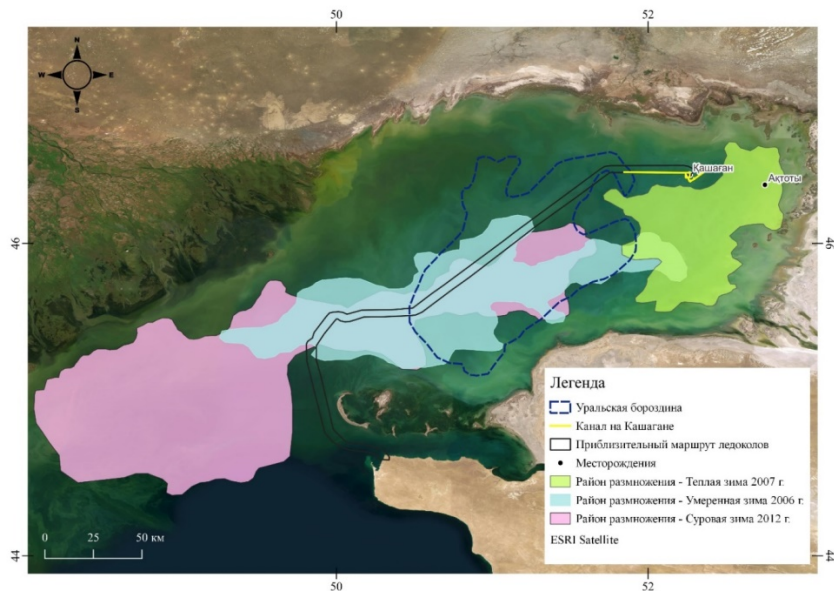 50 52
N
W E
S
Қашаған
Ақтоты
46 46
Легенда
Уральская бороздина
Канал на Кашагане
Приблизительный маршрут ледоколов
Месторождения
Район размножения - Теплая зима 2007 г.
Район размножения - Умеренная зима 2006 г.
Район размножения - Суровая зима 2012 г.
ESRI Satellite
0 25 50 км
44 44
50 52